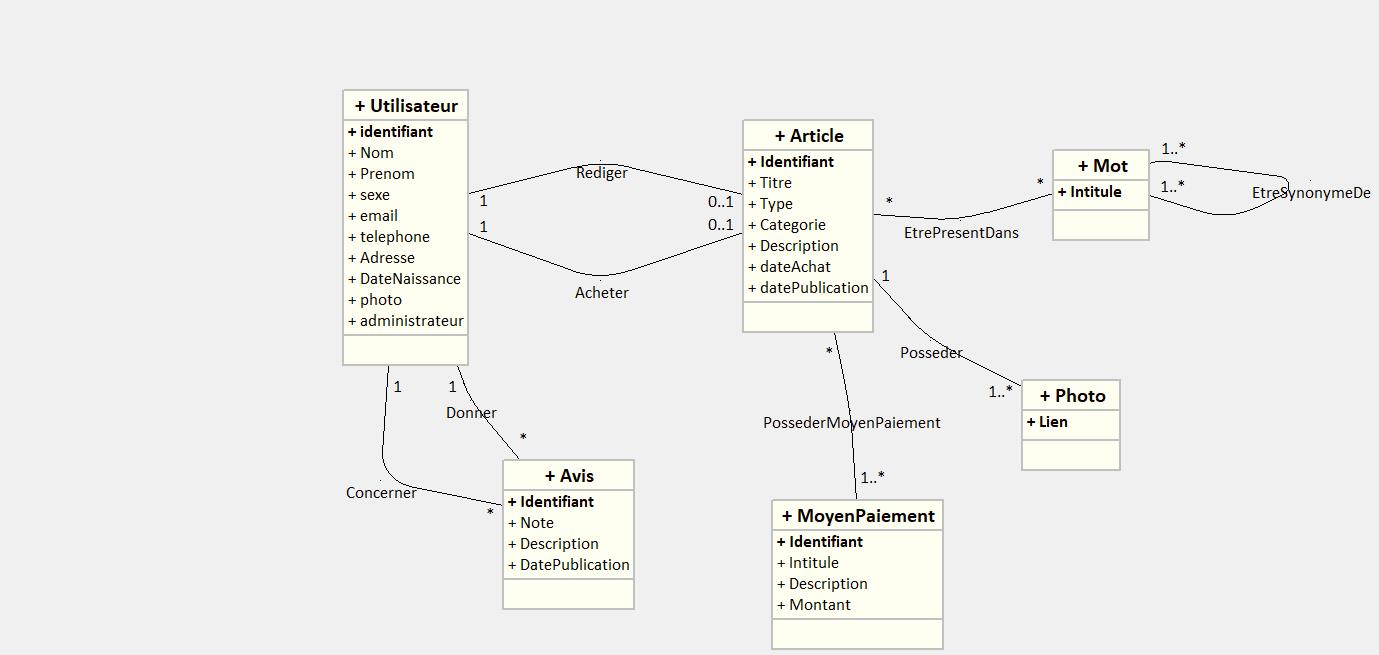 + Utilisateur
+ identifiant
+ Nom
+ Prenom
+ sexe
+ email
+ telephone
+ Adresse
+ DateNaissance
+ photo
+ administrateur
Rediger
1
0..1
1
0..1
Acheter
+ Article
+ Identifiant
+ Titre
+ Type
+ Categorie
+ Description
+ dateAchat
+ datePublication
*
*
EtrePresentDans
+ Mot
+ Intitule
1..*
1..*
EtreSynonymeDe
1
Posseder
1..*
+ Photo
+ Lien
*
PossederMoyenPaiement
1..*
+ MoyenPaiement
+ Identifiant
+ Intitule
+ Description
+ Montant
1
1
Donner
*
Concerner
*
+ Avis
+ Identifiant
+ Note
+ Description
+ DatePublication